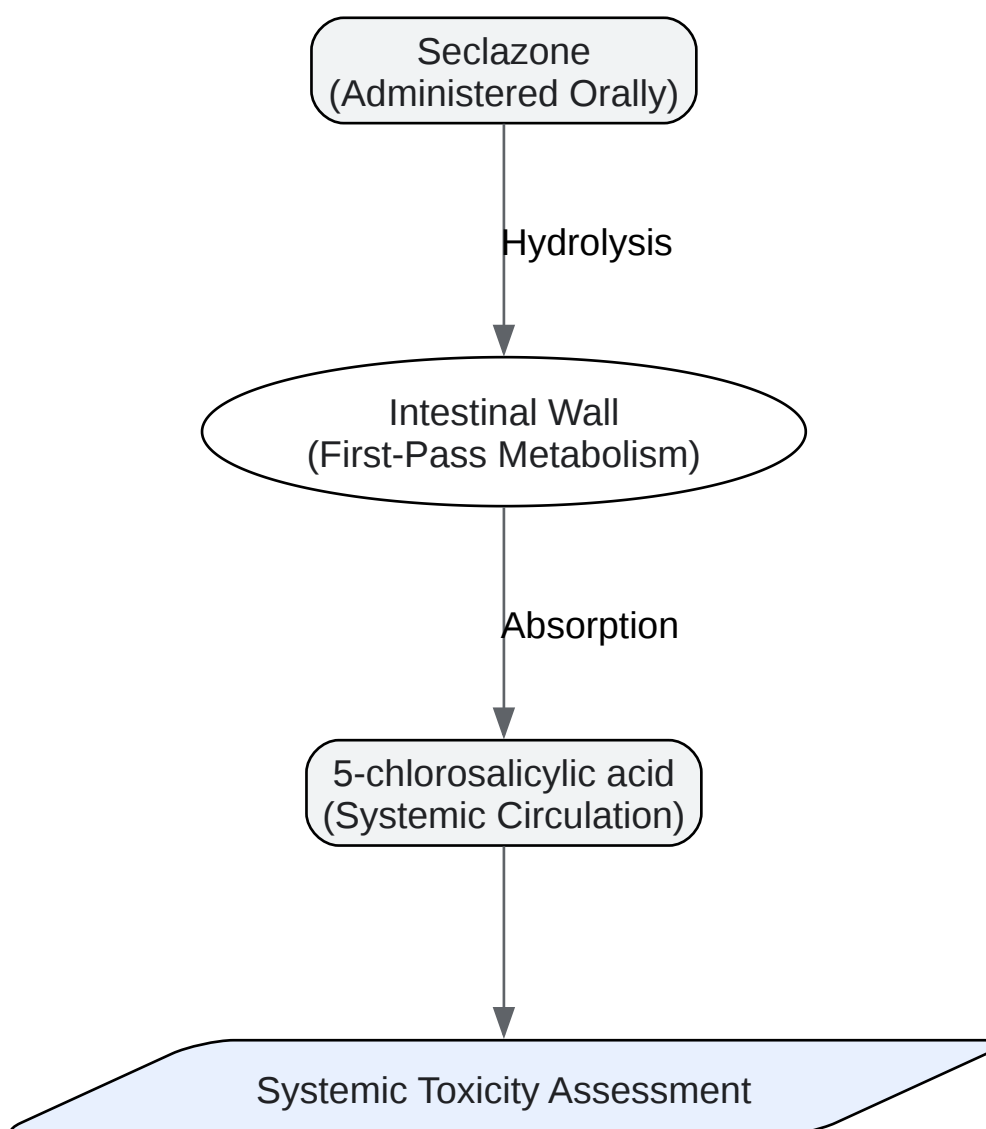 Seclazone
(Administered Orally)
Hydrolysis
Intestinal Wall
(First-Pass Metabolism)
Absorption
5-chlorosalicylic acid
(Systemic Circulation)
Systemic Toxicity Assessment